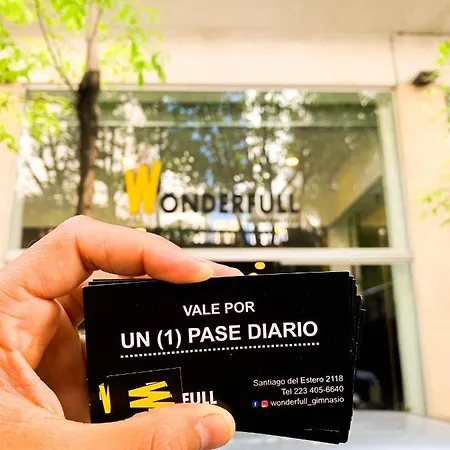 WONDERFULL
VALE POR
UN (1) PASE DIARIO
Santiago del Estero 2118
Tel 223 405-6640
wonderfull_gimnasio
W
FULL